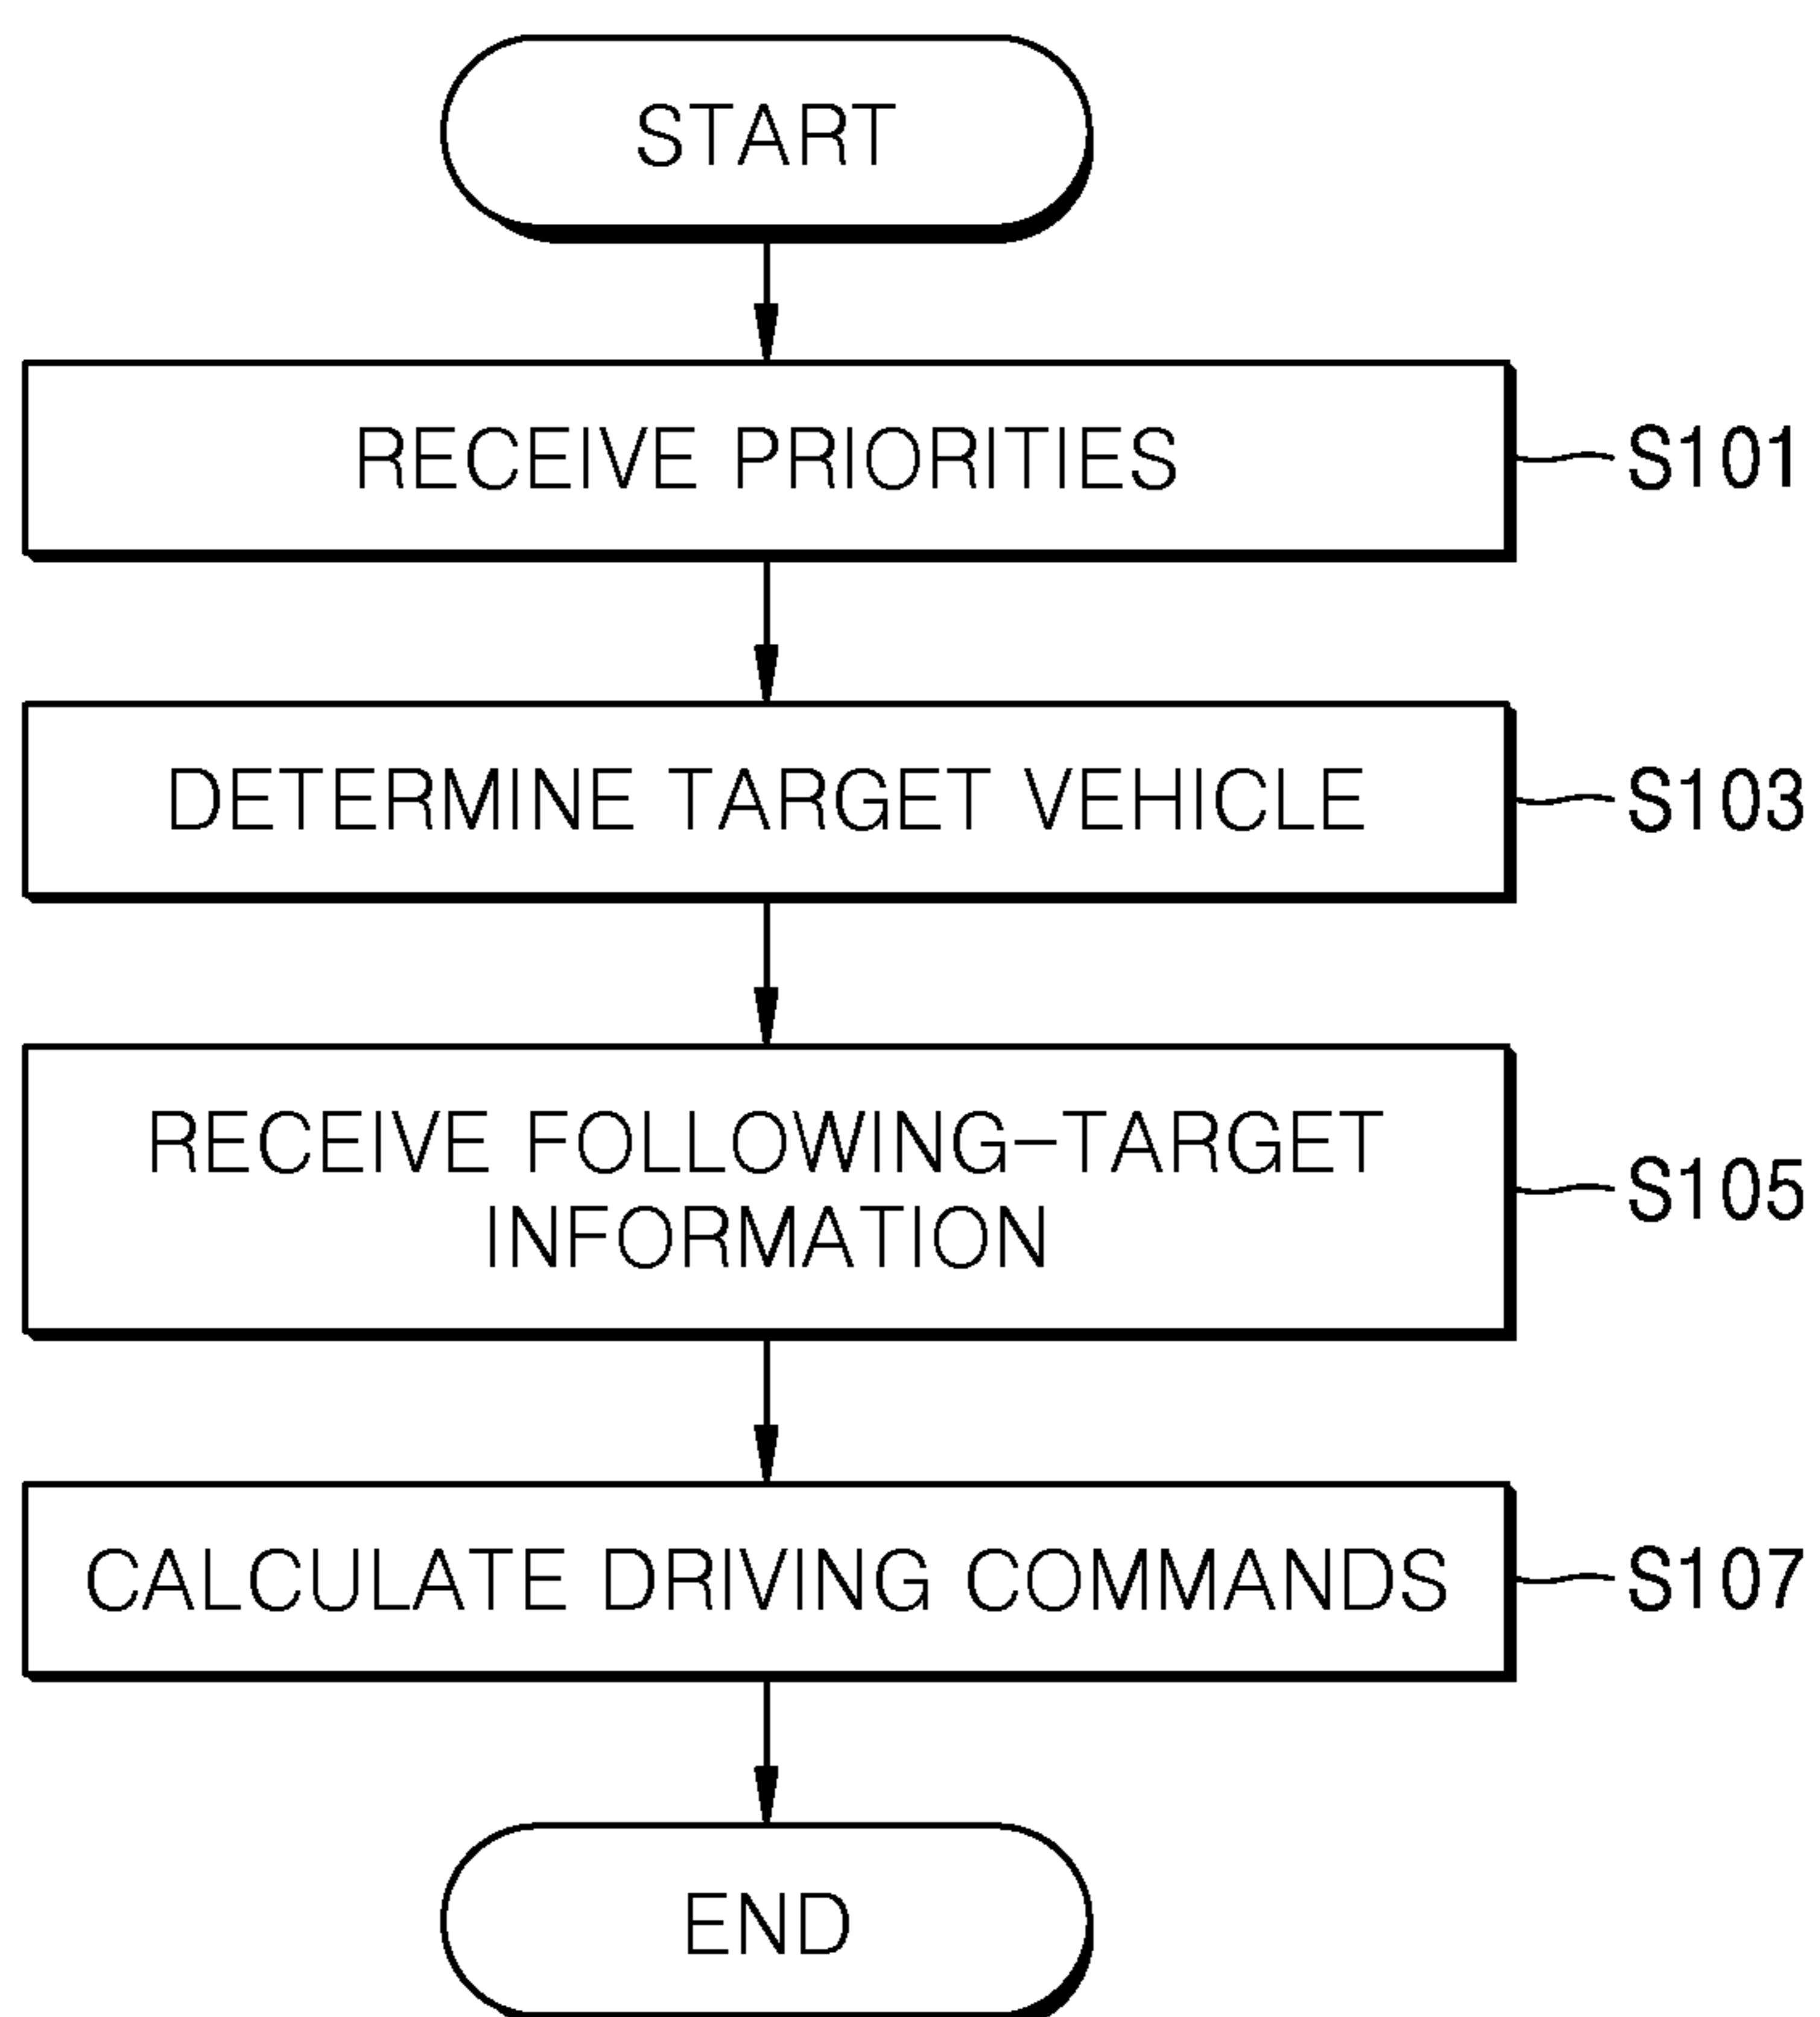 START
RECEIVE PRIORITIES
S101
DETERMINE TARGET VEHICLE
S103
RECEIVE FOLLOWING-TARGET
INFORMATION
S105
CALCULATE DRIVING COMMANDS
S107
END